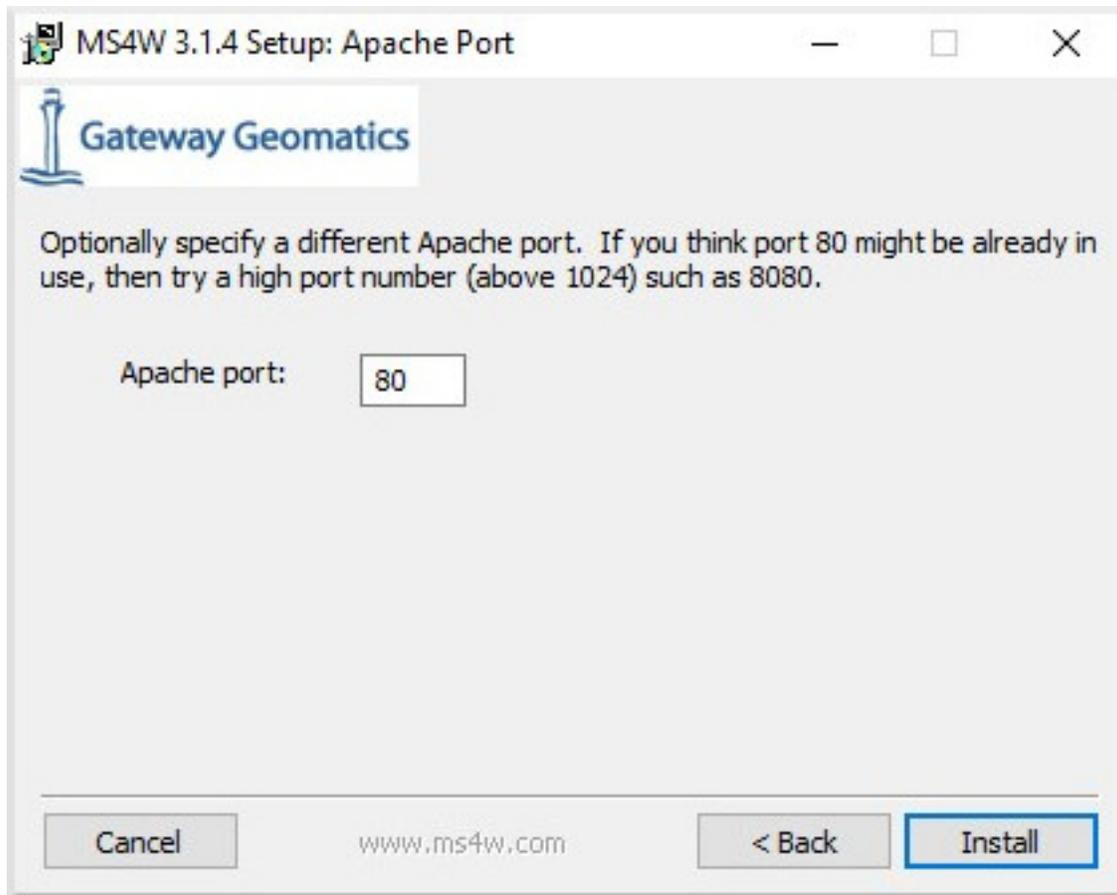 MS4W 3.1.4 Setup: Apache Port
Gateway Geomatics
Optionally specify a different Apache port.  If you think port 80 might be already in
use, then try a high port number (above 1024) such as 8080.
Apache port:
80
Cancel
www.ms4w.com
< Back
Install